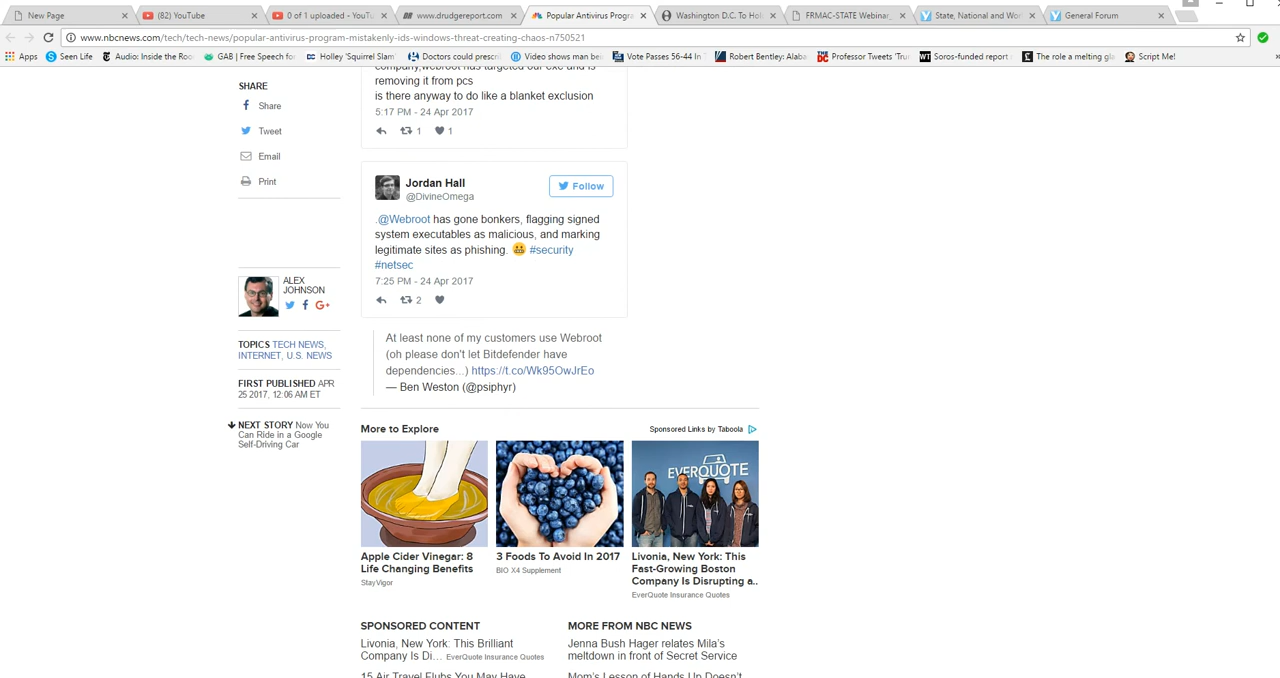 New Page
(82) YouTube
0 of 1 uploaded - YouTu
www.drudgereport.com
Popular Antivirus Progra
Washington D.C. To Hol
FRMAC-STATE Webinar_
State, National and Wo
General Forum
www.nbcnews.com/tech/tech-news/popular-antivirus-program-mistakenly-ids-windows-threat-creating-chaos-n750521
Apps
Seen Life
Audio: Inside the Roo
GAB | Free Speech fo
Holley 'Squirrel Slam
Doctors could prescri
Video shows man be
Vote Passes 56-44 In
Robert Bentley: Alaba
Professor Tweets 'Tru
Soros-funded report
The role a melting gla
Script Me!
SHARE
Share
Tweet
Email
Print
ALEX
JOHNSON
TOPICS TECH NEWS,
INTERNET, U.S. NEWS
FIRST PUBLISHED APR
25 2017, 12:06 AM ET
NEXT STORY Now You
Can Ride in a Google
Self-Driving Car
company,webroot has targeted our exe and is
removing it from pcs
is there anyway to do like a blanket exclusion
5:17 PM - 24 Apr 2017
1
1
Jordan Hall
@DivineOmega
Follow
.@Webroot has gone bonkers, flagging signed
system executables as malicious, and marking
legitimate sites as phishing. 😬 #security
#netsec
7:25 PM - 24 Apr 2017
2
At least none of my customers use Webroot
(oh please don't let Bitdefender have
dependencies...) https://t.co/Wk95OwJrEo
— Ben Weston (@psiphyr)
More to Explore
Sponsored Links by Taboola
EVERQUOTE
Apple Cider Vinegar: 8
Life Changing Benefits
StayVigor
3 Foods To Avoid In 2017
BIO X4 Supplement
Livonia, New York: This
Fast-Growing Boston
Company Is Disrupting a..
EverQuote Insurance Quotes
SPONSORED CONTENT
Livonia, New York: This Brilliant
Company Is Di... EverQuote Insurance Quotes
15 Air Travel Flubs You May Have
MORE FROM NBC NEWS
Jenna Bush Hager relates Mila's
meltdown in front of Secret Service
Mom's Lesson of Hands Up Doesn't